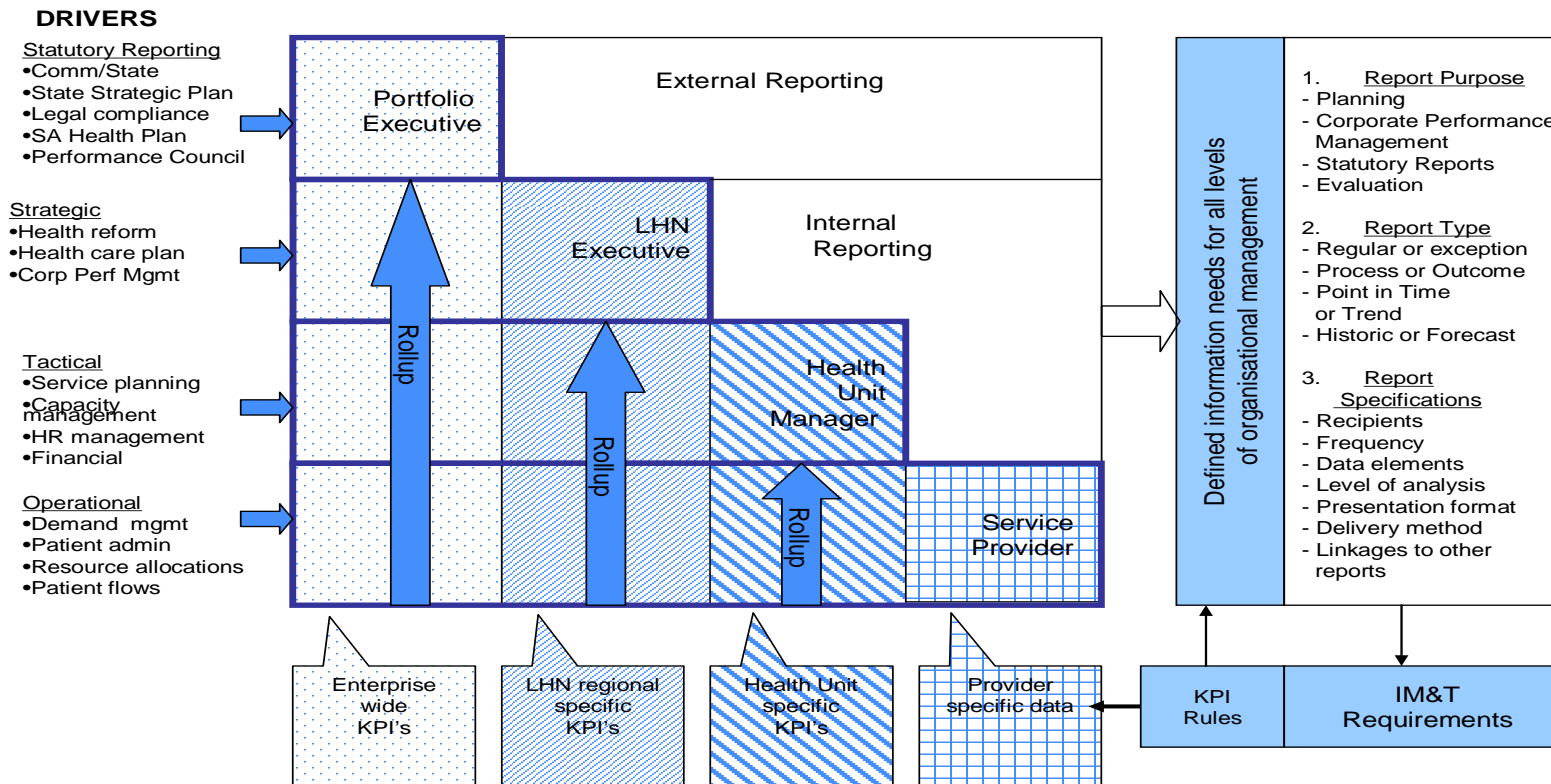 DRIVERS
Statutory Reporting
•Comm/State
•State Strategic Plan
•Legal compliance
•SA Health Plan
•Performance Council
Strategic
•Health reform
•Health care plan
•Corp Perf Mgmt
Tactical
•Service planning
•Capacity
management
•HR management
•Financial
Operational
•Demand mgmt
•Patient admin
•Resource allocations
•Patient flows
Portfolio
Executive
External Reporting
LHN
Executive
Internal
Reporting
Health
Unit
Manager
Service
Provider
Rollup
Rollup
Rollup
Enterprise
wide
KPI's
LHN regional
specific
KPI's
Health Unit
specific
KPI's
Provider
specific data
Defined information needs for all levels
of organisational management
1. Report Purpose
- Planning
- Corporate Performance
Management
- Statutory Reports
- Evaluation
2. Report Type
- Regular or exception
- Process or Outcome
- Point in Time
or Trend
- Historic or Forecast
3. Report
Specifications
- Recipients
- Frequency
- Data elements
- Level of analysis
- Presentation format
- Delivery method
- Linkages to other
reports
KPI
Rules
IM&T
Requirements